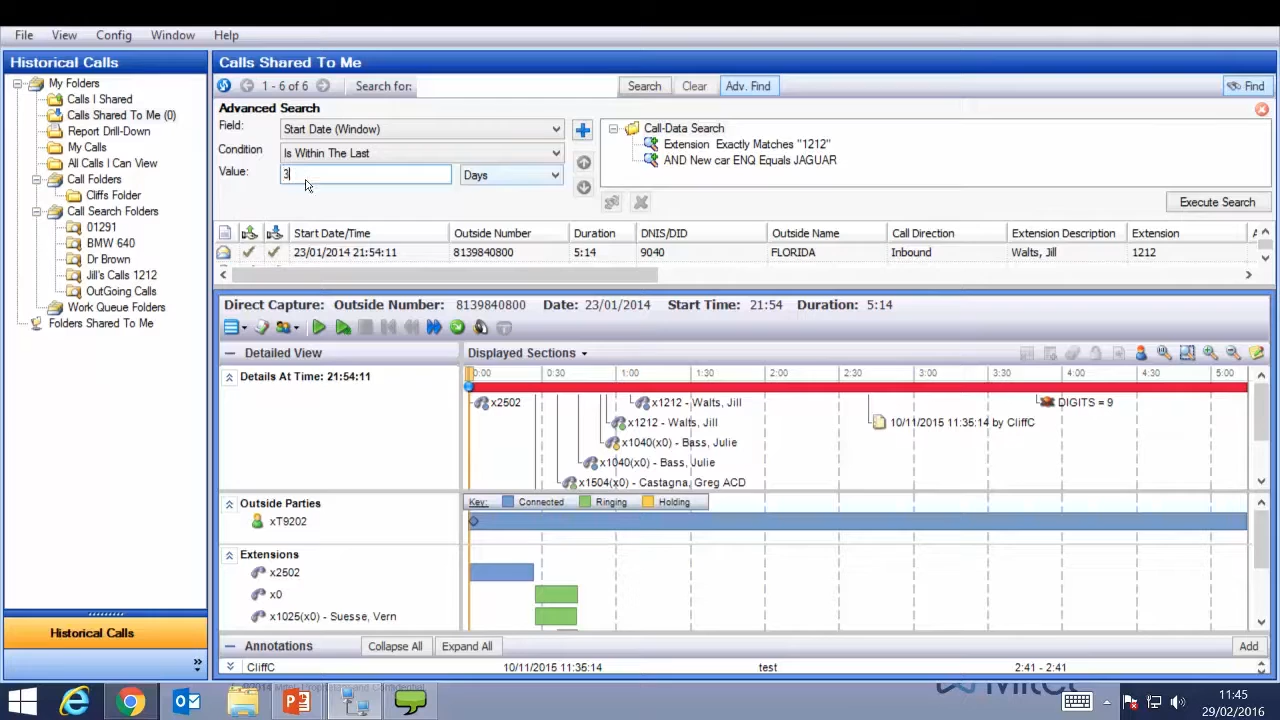 File View Config Window Help
Historical Calls
Calls Shared To Me
My Folders
Calls I Shared
Calls Shared To Me (0)
Report Drill-Down
My Calls
All Calls I Can View
Call Folders
Cliffs Folder
Call Search Folders
01291
BMW 640
Dr Brown
Jill's Calls 1212
OutGoing Calls
Work Queue Folders
Folders Shared To Me
Historical Calls
1 - 6 of 6 Search for: Search Clear Adv. Find Find
Advanced Search
Field: Start Date (Window)
Condition Is Within The Last
Value: 3 Days
Call-Data Search
Extension Exactly Matches "1212"
AND New car ENQ Equals JAGUAR
Execute Search
Start Date/Time Outside Number Duration DNIS/DID Outside Name Call Direction Extension Description Extension
23/01/2014 21:54:11 8139840800 5:14 9040 FLORIDA Inbound Walts, Jill 1212
Direct Capture: Outside Number: 8139840800 Date: 23/01/2014 Start Time: 21:54 Duration: 5:14
Detailed View Displayed Sections
Details At Time: 21:54:11
0:00 0:30 1:00 1:30 2:00 2:30 3:00 3:30 4:00 4:30 5:00
x2502 x1212 - Walts, Jill DIGITS = 9
x1212 - Walts, Jill 10/11/2015 11:35:14 by CliffC
x1040(x0) - Bass, Julie
x1040(x0) - Bass, Julie
x1504(x0) - Castagna, Greg ACD
Outside Parties Key: Connected Ringing Holding
xT9202
Extensions
x2502
x0
x1025(x0) - Suesse, Vern
Annotations Collapse All Expand All Add
CliffC 10/11/2015 11:35:14 test 2:41 - 2:41
11:45
29/02/2016